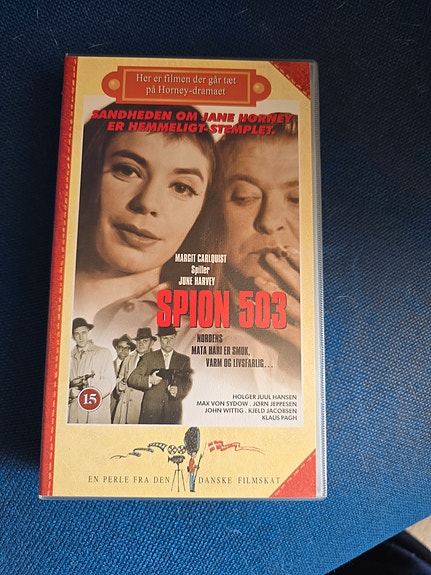 Her er filmen der går tæt
på Horney-dramaet
SANDHEDEN OM JANE HORNEY
ER HEMMELIGT-STEMPLET.
MARGIT CARLQUIST
Spiller
JUNE HARVEY
SPION 503
NORDENS
MATA HARI ER SMUK,
VARM OG LIVSFARLIG...
15
HOLGER JUUL HANSEN
MAX VON SYDOW . JØRN JEPPESEN
JOHN WITTIG . KJELD JACOBSEN
KLAUS PAGH
EN PERLE FRA DEN DANSKE FILMSKAT